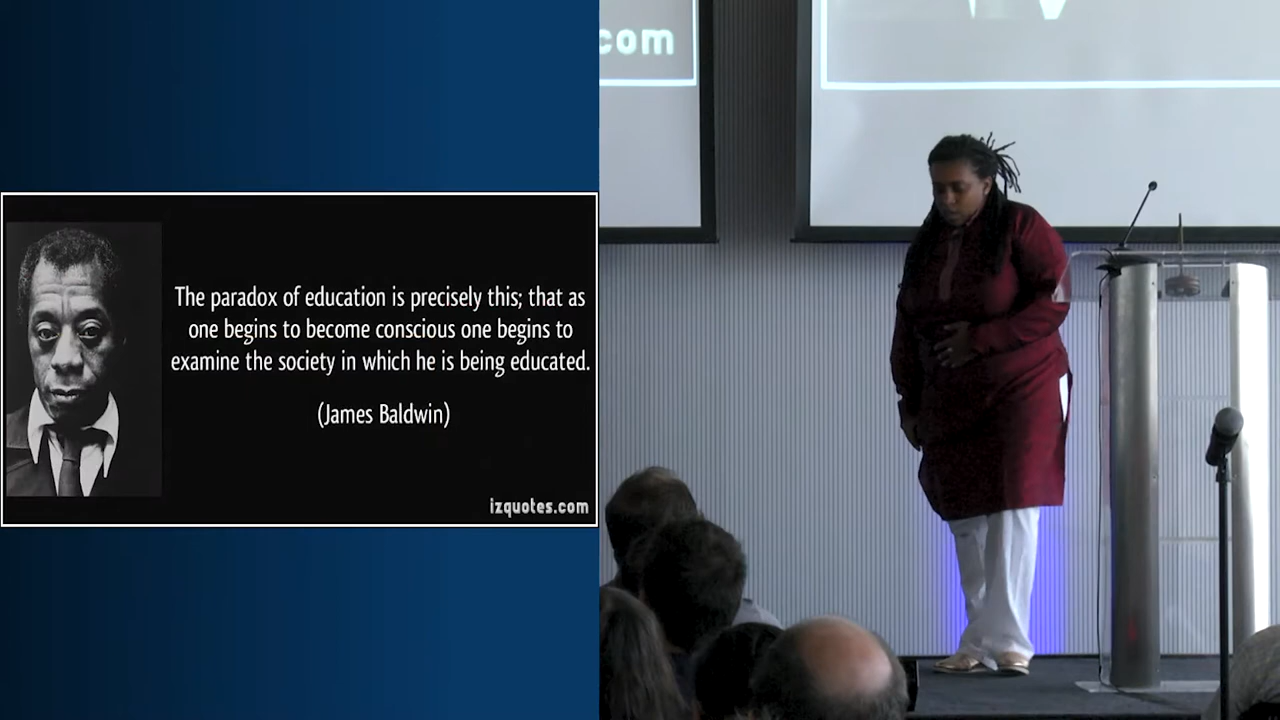 The paradox of education is precisely this; that as
one begins to become conscious one begins to
examine the society in which he is being educated.
(James Baldwin)
izquotes.com
.com